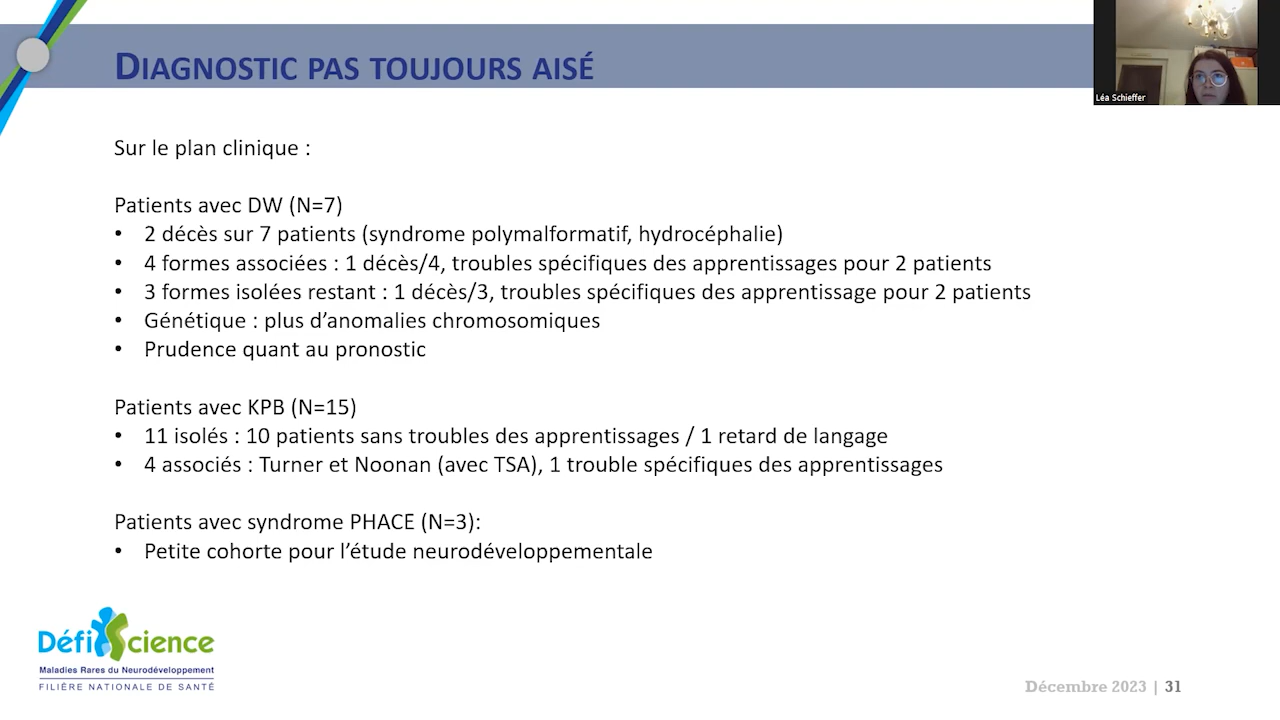 DIAGNOSTIC PAS TOUJOURS AISÉ
Léa Schieffer
Sur le plan clinique :
Patients avec DW (N=7)
• 2 décès sur 7 patients (syndrome polymalformatif, hydrocéphalie)
• 4 formes associées : 1 décès/4, troubles spécifiques des apprentissages pour 2 patients
• 3 formes isolées restant : 1 décès/3, troubles spécifiques des apprentissage pour 2 patients
• Génétique : plus d’anomalies chromosomiques
• Prudence quant au pronostic
Patients avec KPB (N=15)
• 11 isolés : 10 patients sans troubles des apprentissages / 1 retard de langage
• 4 associés : Turner et Noonan (avec TSA), 1 trouble spécifiques des apprentissages
Patients avec syndrome PHACE (N=3):
• Petite cohorte pour l’étude neurodéveloppementale
DéfiScience
Maladies Rares du Neurodéveloppement
FILIÈRE NATIONALE DE SANTÉ
Décembre 2023 | 31